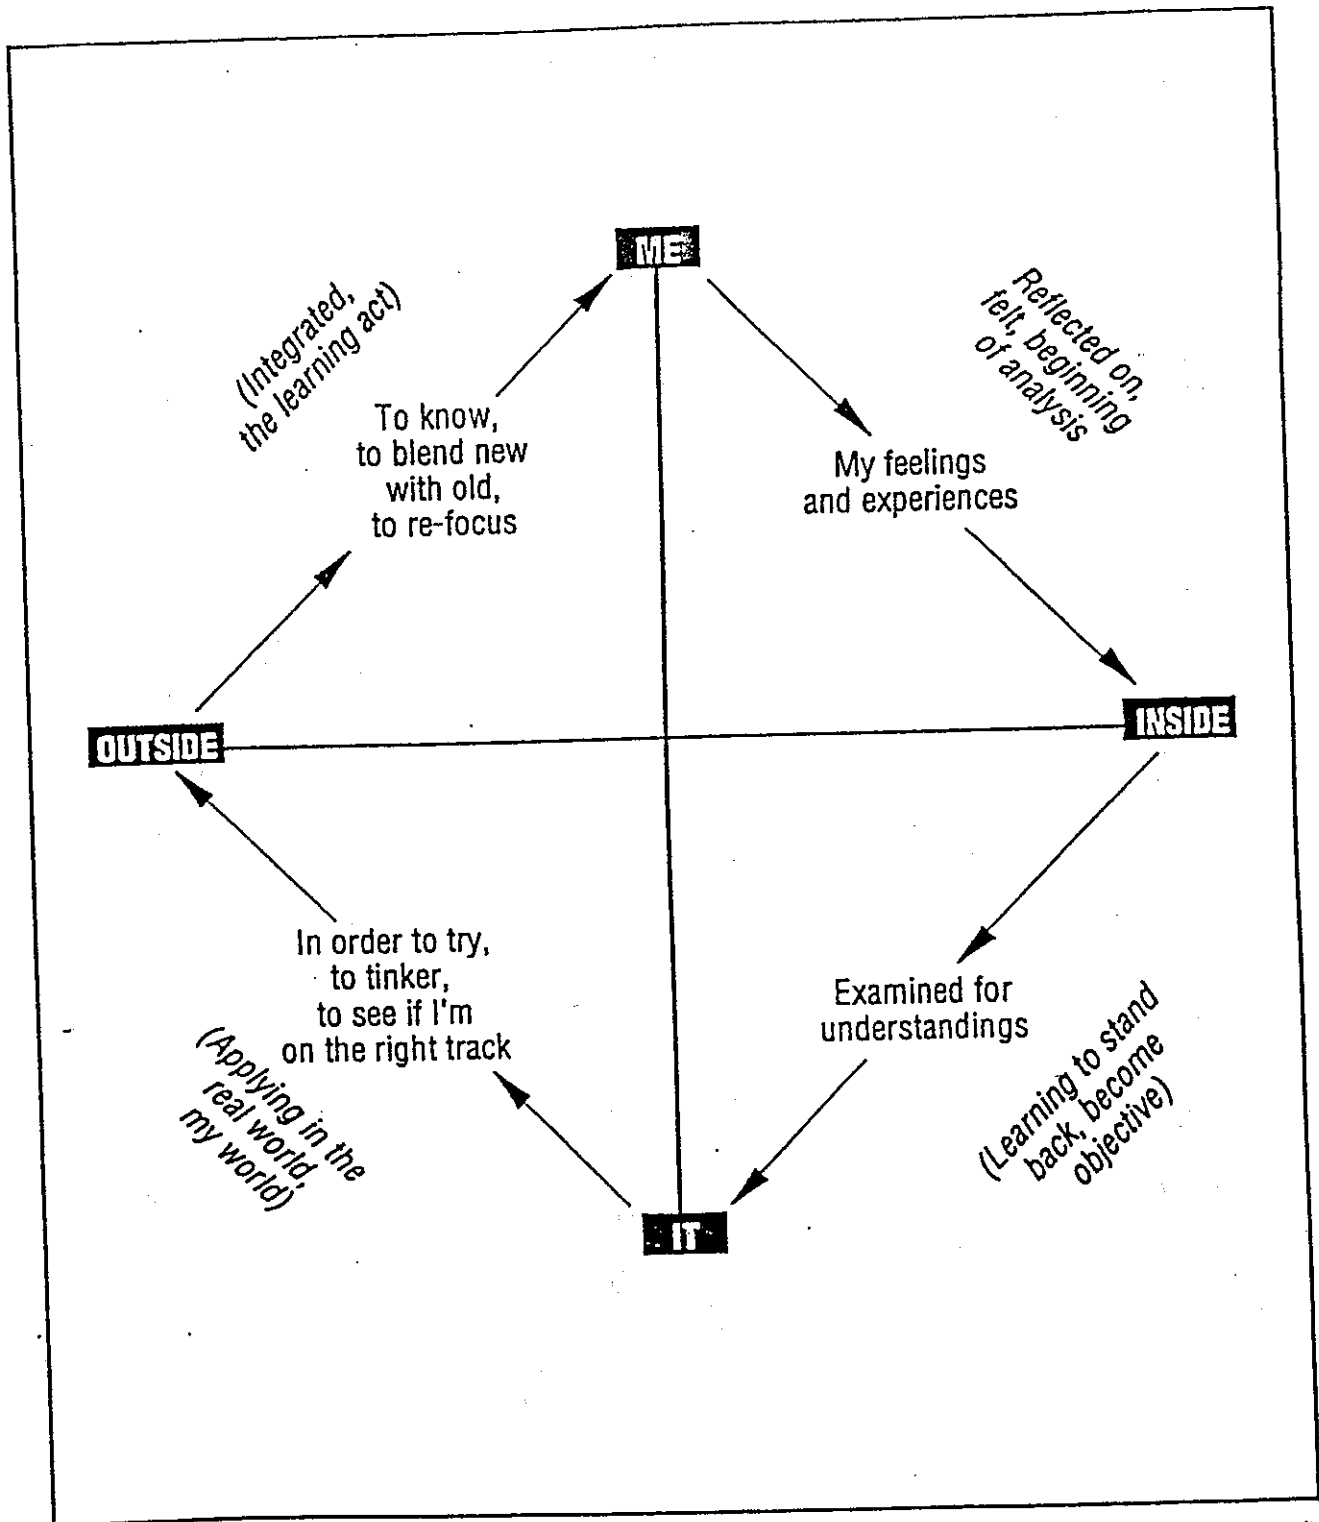 ME
(Integrated,
the learning act)
Reflected on,
felt, beginning
of analysis
To know,
to blend new
with old,
to re-focus
My feelings
and experiences
OUTSIDE
INSIDE
In order to try,
to tinker,
to see if I'm
on the right track
Examined for
understandings
(Applying in the
real world,
my world)
(Learning to stand
back, become
objective)
IT